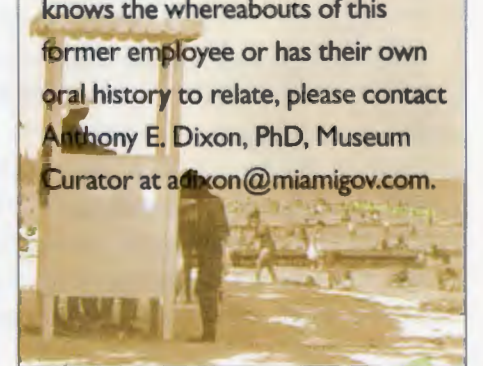 knows the whereabouts of this
former employee or has their own
oral history to relate, please contact
Anthony E. Dixon, PhD, Museum
Curator at adixon@miamigov.com.